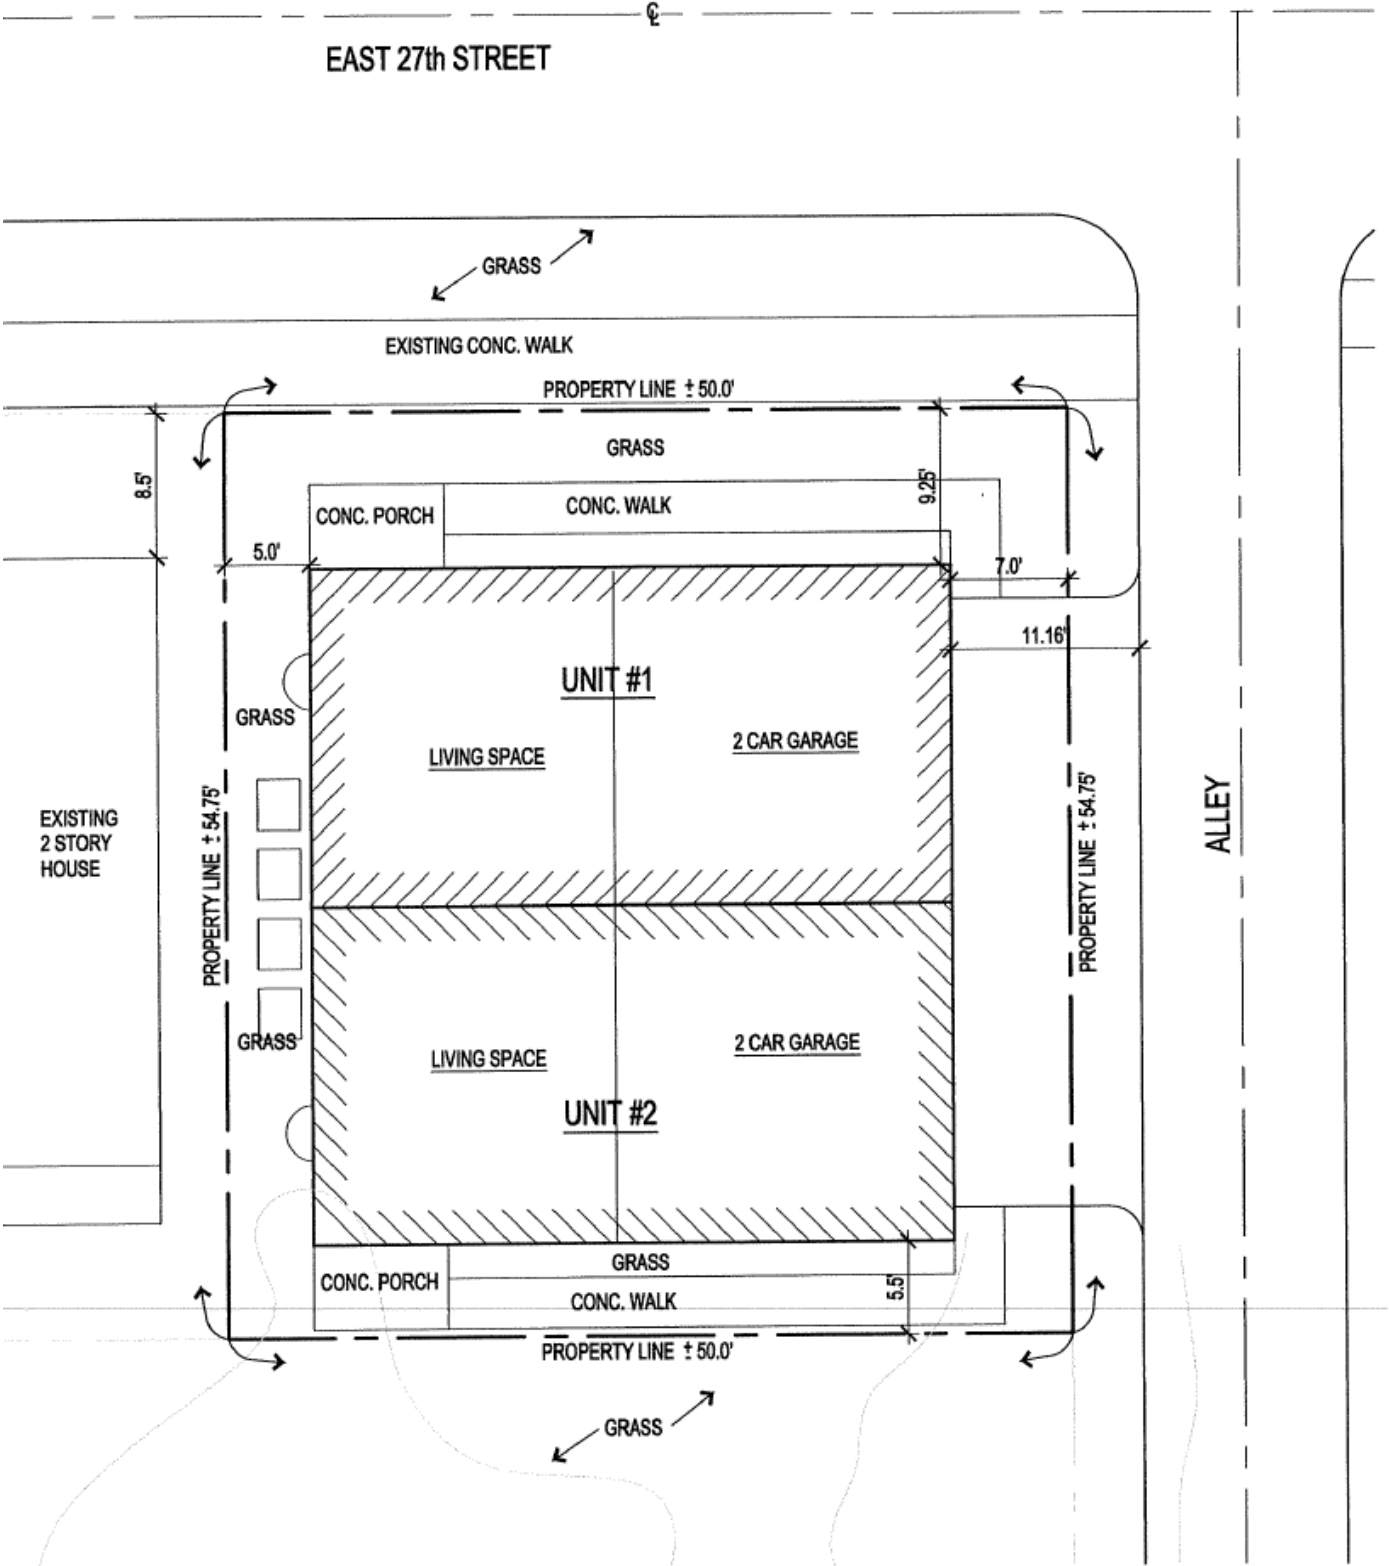 ℄
EAST 27th STREET
GRASS
EXISTING CONC. WALK
PROPERTY LINE ± 50.0'
GRASS
8.5'
9.25'
CONC. PORCH
CONC. WALK
5.0'
7.0'
11.16'
UNIT #1
GRASS
LIVING SPACE
2 CAR GARAGE
EXISTING
2 STORY
HOUSE
PROPERTY LINE ± 54.75'
PROPERTY LINE ± 54.75'
ALLEY
GRASS
LIVING SPACE
2 CAR GARAGE
UNIT #2
GRASS
CONC. PORCH
CONC. WALK
5.5'
PROPERTY LINE ± 50.0'
GRASS